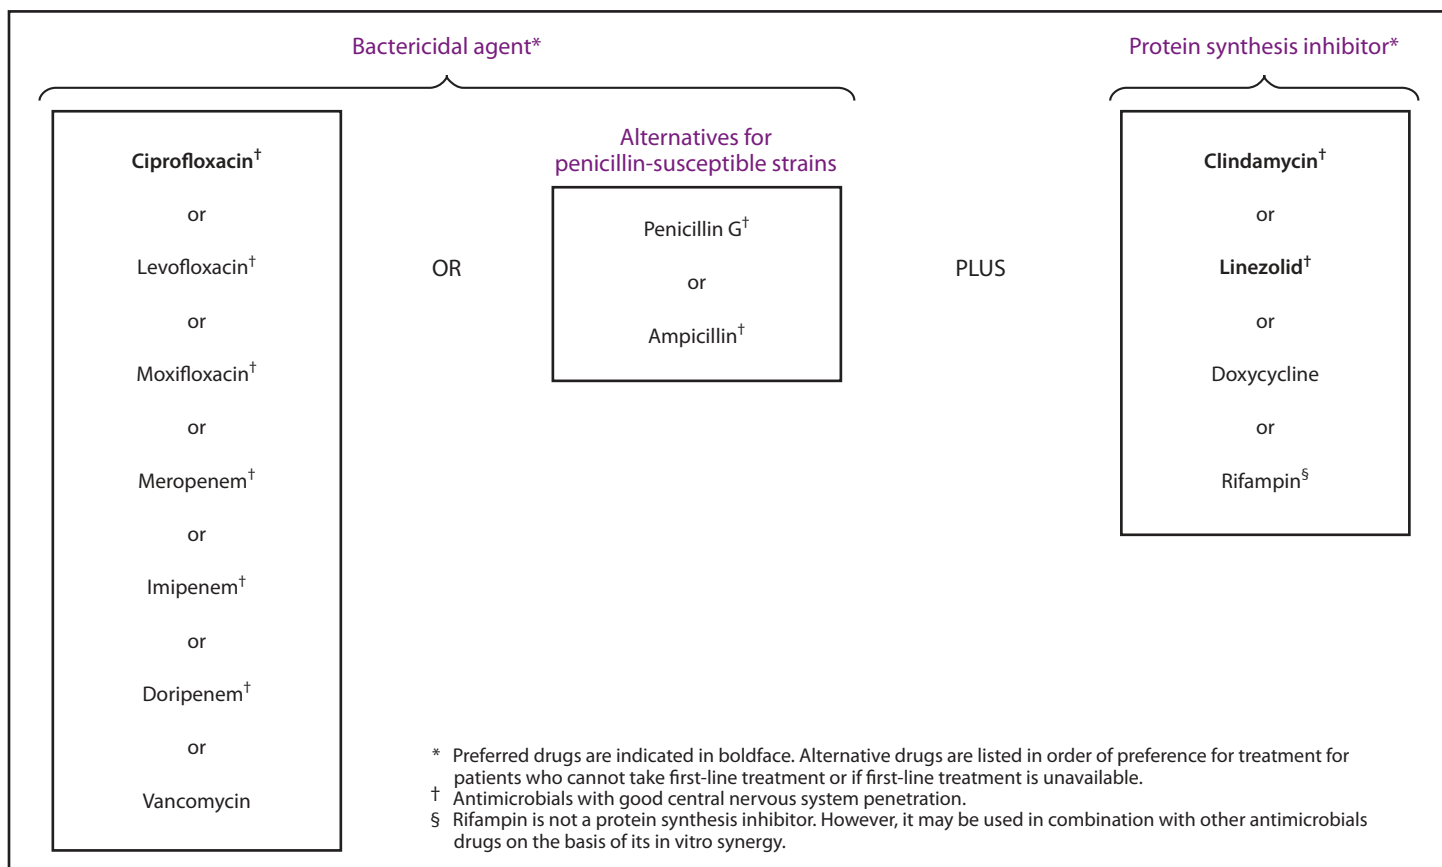 Bactericidal agent*
Ciprofloxacin†
or
Levofloxacin†
or
Moxifloxacin†
or
Meropenem†
or
Imipenem†
or
Doripenem†
or
Vancomycin
OR
Alternatives for
penicillin-susceptible strains
Penicillin G†
or
Ampicillin†
PLUS
Protein synthesis inhibitor*
Clindamycin†
or
Linezolid†
or
Doxycycline
or
Rifampin§
* Preferred drugs are indicated in boldface. Alternative drugs are listed in order of preference for treatment for
patients who cannot take first-line treatment or if first-line treatment is unavailable.
† Antimicrobials with good central nervous system penetration.
§ Rifampin is not a protein synthesis inhibitor. However, it may be used in combination with other antimicrobials
drugs on the basis of its in vitro synergy.